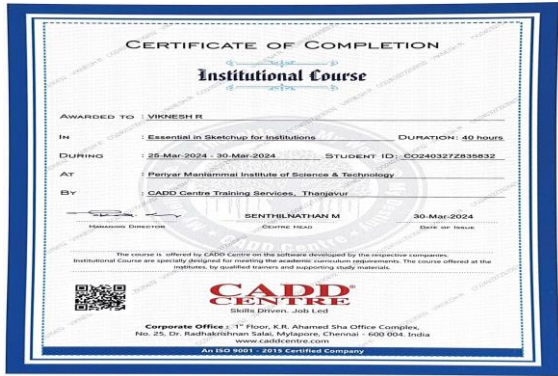 CERTIFICATE OF COMPLETION
Institutional Course
AWARDED TO : VIKNESH R
IN : Essential in Sketchup for Institutions DURATION: 40 hours
DURING : 25-Mar-2024 - 30-Mar-2024 STUDENT ID: CO240327Z835832
AT : Periyar Maniammai Institute of Science & Technology
BY : CADD Centre Training Services, Thanjavur
SENTHILNATHAN M 30-Mar-2024
MANAGING DIRECTOR CENTRE HEAD DATE OF ISSUE
The course is offered by CADD Centre on the software developed by the respective companies.
Institutional Course are specially designed for meeting the academic curriculum requirements. The course offered at the
institutes, by qualified trainers and supporting study materials.
CADD
CENTRE
Skills Driven. Job Led
Corporate Office : 1st Floor, K.R. Ahamed Sha Office Complex,
No. 25, Dr. Radhakrishnan Salai, Mylapore, Chennai - 600 004. India
www.caddcentre.com
An ISO 9001 - 2015 Certified Company